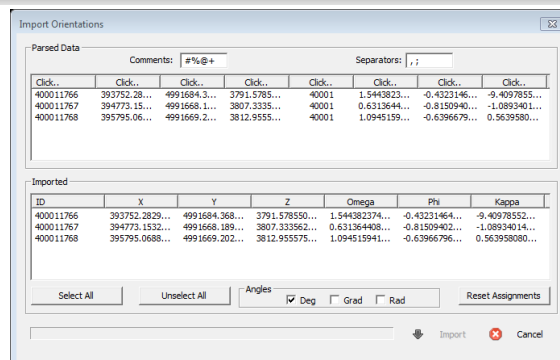 Import Orientations
Parsed Data
Comments: #%@+ Separators: ,;
Click.. Click.. Click.. Click.. Click.. Click.. Click.. Click..
400011766 393752.28... 4991684.3... 3791.5785... 40001 1.5443823... -0.4323146... -9.4097855...
400011767 394773.15... 4991668.1... 3807.3335... 40001 0.6313644... -0.8150940... -1.0893401...
400011768 395795.06... 4991669.2... 3812.9555... 40001 1.0945159... -0.6396679... 0.5639580...
Imported
ID X Y Z Omega Phi Kappa
400011766 393752.2829... 4991684.368... 3791.578550... 1.544382374... -0.43231464... -9.40978552...
400011767 394773.1532... 4991668.189... 3807.333562... 0.631364408... -0.81509402... -1.08934014...
400011768 395795.0688... 4991669.202... 3812.955575... 1.094515941... -0.63966796... 0.563958080...
Select All Unselect All Angles Deg Grad Rad Reset Assignments
Import Cancel